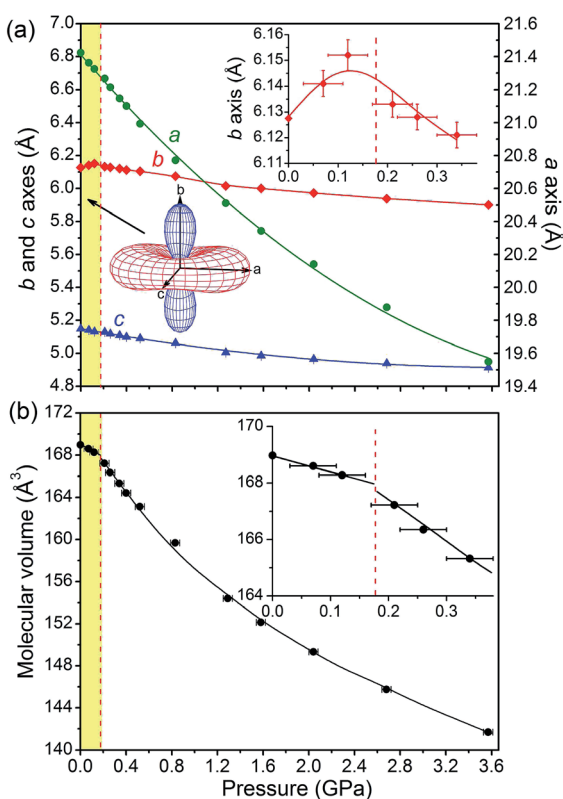 (a)
6.8
6.6
6.4
6.2
6.0
5.8
5.6
5.4
5.2
5.0
4.8
b and c axes (Å)
21.6
21.4
21.2
21.0
20.8
20.6
20.4
20.2
20.0
19.8
19.6
19.4
a axis (Å)
a
b
c
b
a
c
6.16
6.15
6.14
6.13
6.12
6.11
b axis (Å)
0.0 0.1 0.2 0.3
(b)
172
168
164
160
156
152
148
144
140
Molecular volume (Å³)
170
168
166
164
0.0 0.1 0.2 0.3
0.0 0.4 0.8 1.2 1.6 2.0 2.4 2.8 3.2 3.6
Pressure (GPa)